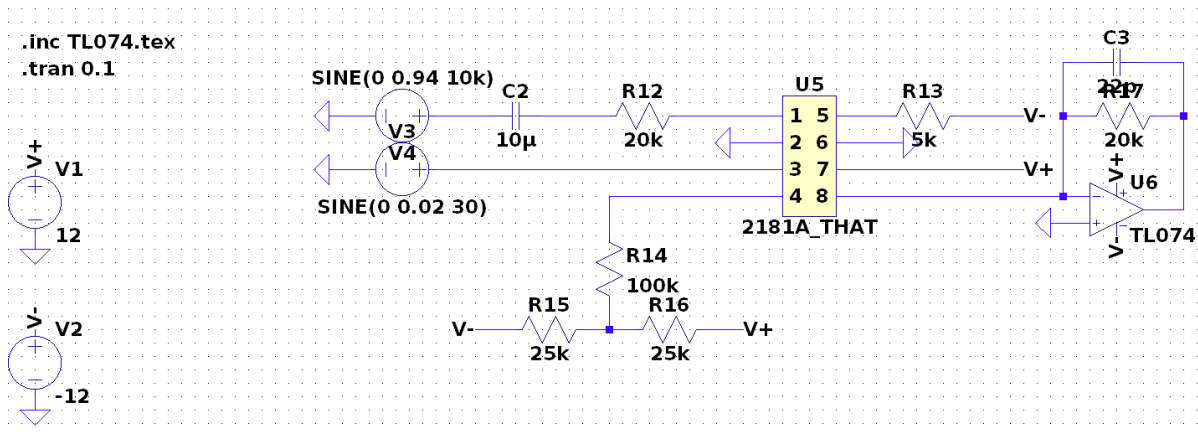 .inc TL074.tex
.tran 0.1
SINE(0 0.94 10k)
V3
C2
10µ
R12
20k
U5
1 5
2 6
3 7
4 8
2181A_THAT
R13
5k
V-
V+
C3
22p
R17
20k
V+
U6
TL074
V-
V4
SINE(0 0.02 30)
V+
V1
12
V-
V2
-12
R14
100k
V-
R15
25k
R16
25k
V+